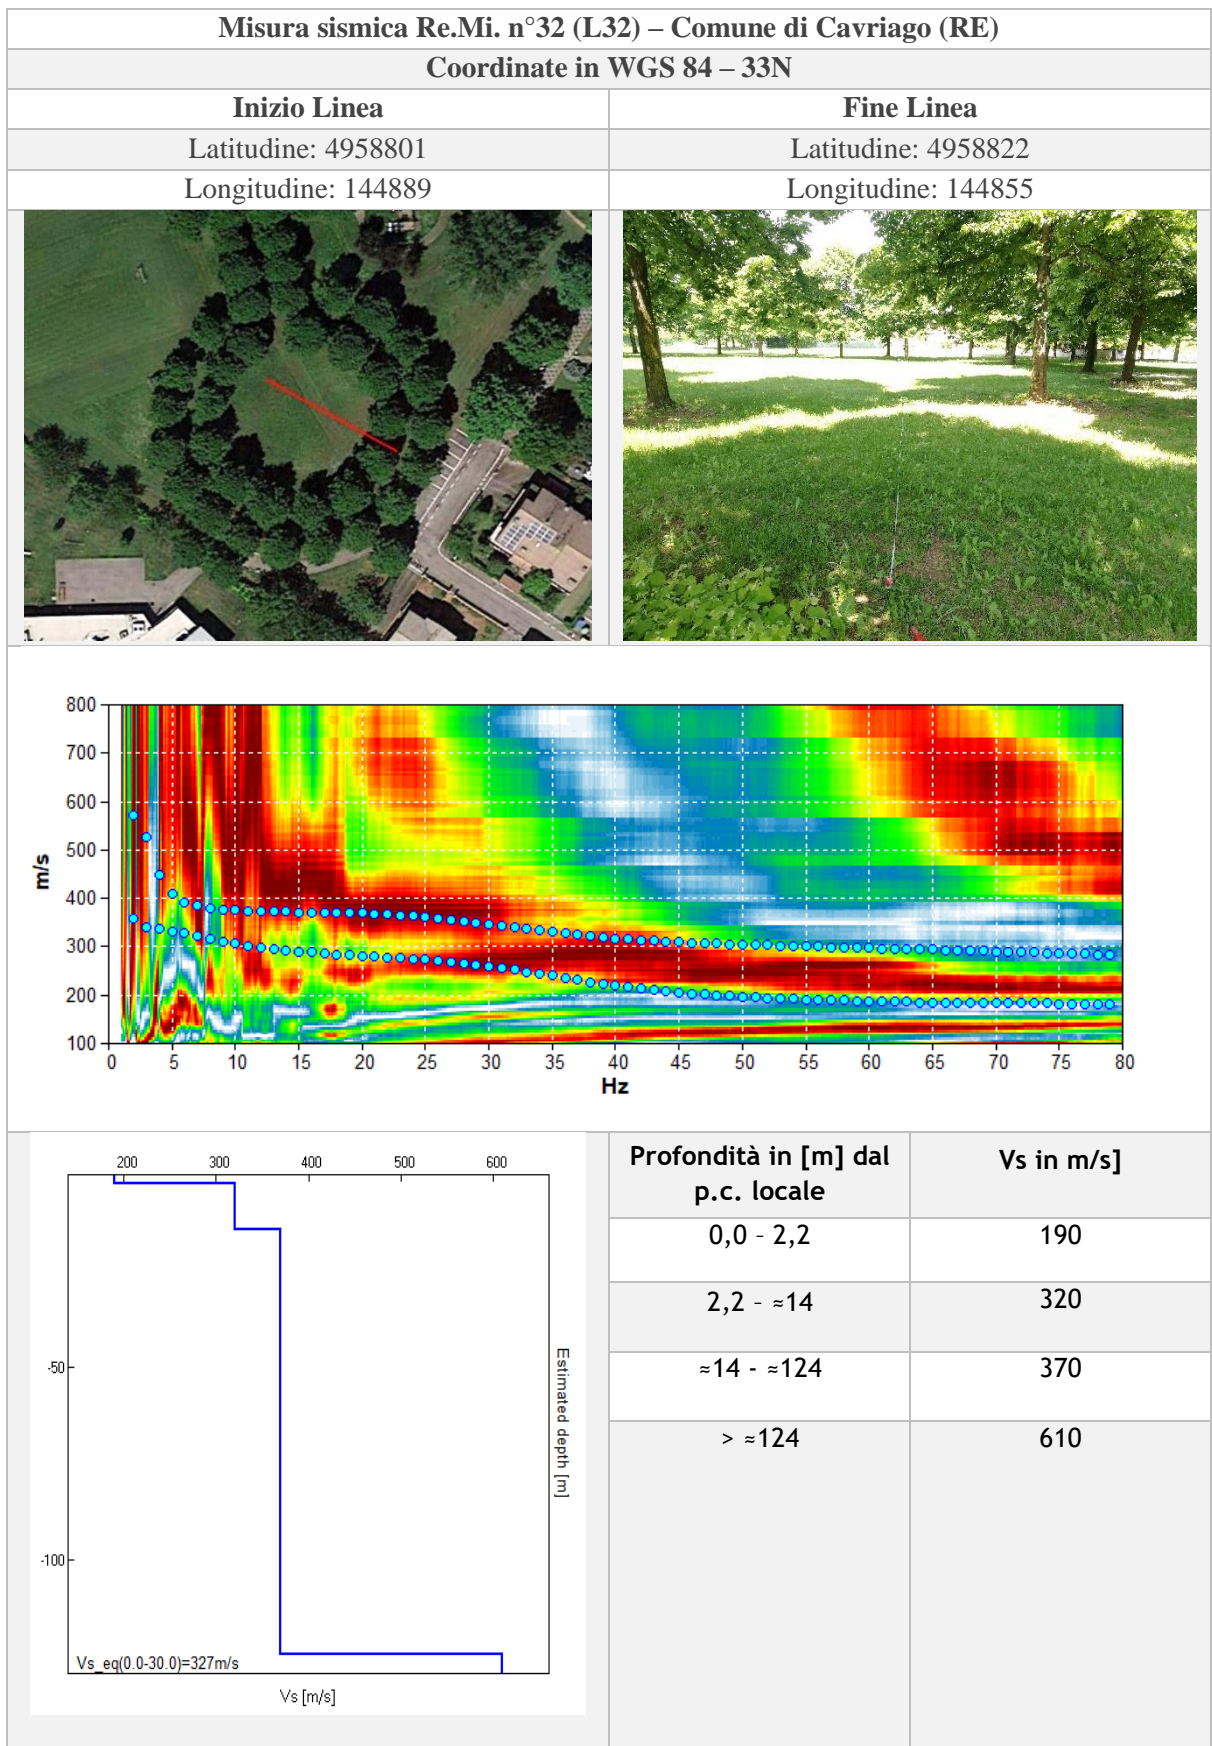 Misura sismica Re.Mi. n°32 (L32) – Comune di Cavriago (RE)
Coordinate in WGS 84 – 33N
Inizio Linea
Fine Linea
Latitudine: 4958801
Latitudine: 4958822
Longitudine: 144889
Longitudine: 144855
800
700
600
500
400
300
200
100
m/s
0 5 10 15 20 25 30 35 40 45 50 55 60 65 70 75 80
Hz
200 300 400 500 600
-50
-100
Estimated depth [m]
Vs_eq(0.0-30.0)=327m/s
Vs [m/s]
Profondità in [m] dal
p.c. locale
Vs in m/s]
0,0 – 2,2
190
2,2 – ≈14
320
≈14 - ≈124
370
> ≈124
610